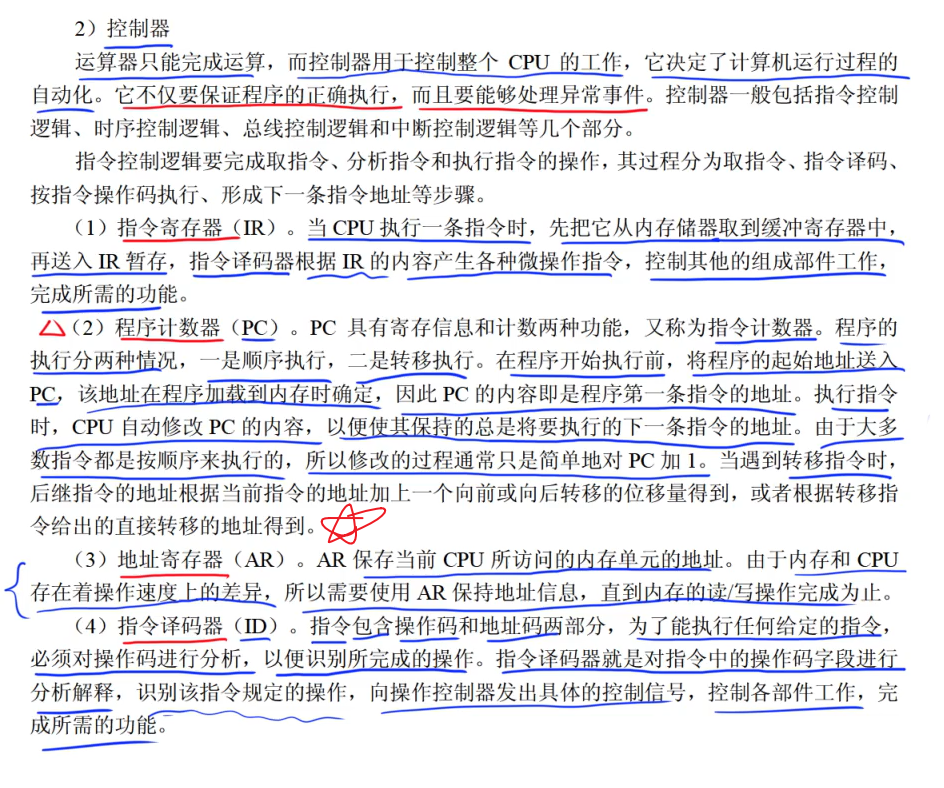 2）控制器
运算器只能完成运算，而控制器用于控制整个 CPU 的工作，它决定了计算机运行过程的
自动化。它不仅要保证程序的正确执行，而且要能够处理异常事件。控制器一般包括指令控制
逻辑、时序控制逻辑、总线控制逻辑和中断控制逻辑等几个部分。
指令控制逻辑要完成取指令、分析指令和执行指令的操作，其过程分为取指令、指令译码、
按指令操作码执行、形成下一条指令地址等步骤。
（1）指令寄存器（IR）。当 CPU 执行一条指令时，先把它从内存储器取到缓冲寄存器中，
再送入 IR 暂存，指令译码器根据 IR 的内容产生各种微操作指令，控制其他的组成部件工作，
完成所需的功能。
（2）程序计数器（PC）。PC 具有寄存信息和计数两种功能，又称为指令计数器。程序的
执行分两种情况，一是顺序执行，二是转移执行。在程序开始执行前，将程序的起始地址送入
PC，该地址在程序加载到内存时确定，因此 PC 的内容即是程序第一条指令的地址。执行指令
时，CPU 自动修改 PC 的内容，以便使其保持的总是将要执行的下一条指令的地址。由于大多
数指令都是按顺序来执行的，所以修改的过程通常只是简单地对 PC 加 1。当遇到转移指令时，
后继指令的地址根据当前指令的地址加上一个向前或向后转移的位移量得到，或者根据转移指
令给出的直接转移的地址得到。
（3）地址寄存器（AR）。AR 保存当前 CPU 所访问的内存单元的地址。由于内存和 CPU
存在着操作速度上的差异，所以需要使用 AR 保持地址信息，直到内存的读/写操作完成为止。
（4）指令译码器（ID）。指令包含操作码和地址码两部分，为了能执行任何给定的指令，
必须对操作码进行分析，以便识别所完成的操作。指令译码器就是对指令中的操作码字段进行
分析解释，识别该指令规定的操作，向操作控制器发出具体的控制信号，控制各部件工作，完
成所需的功能。